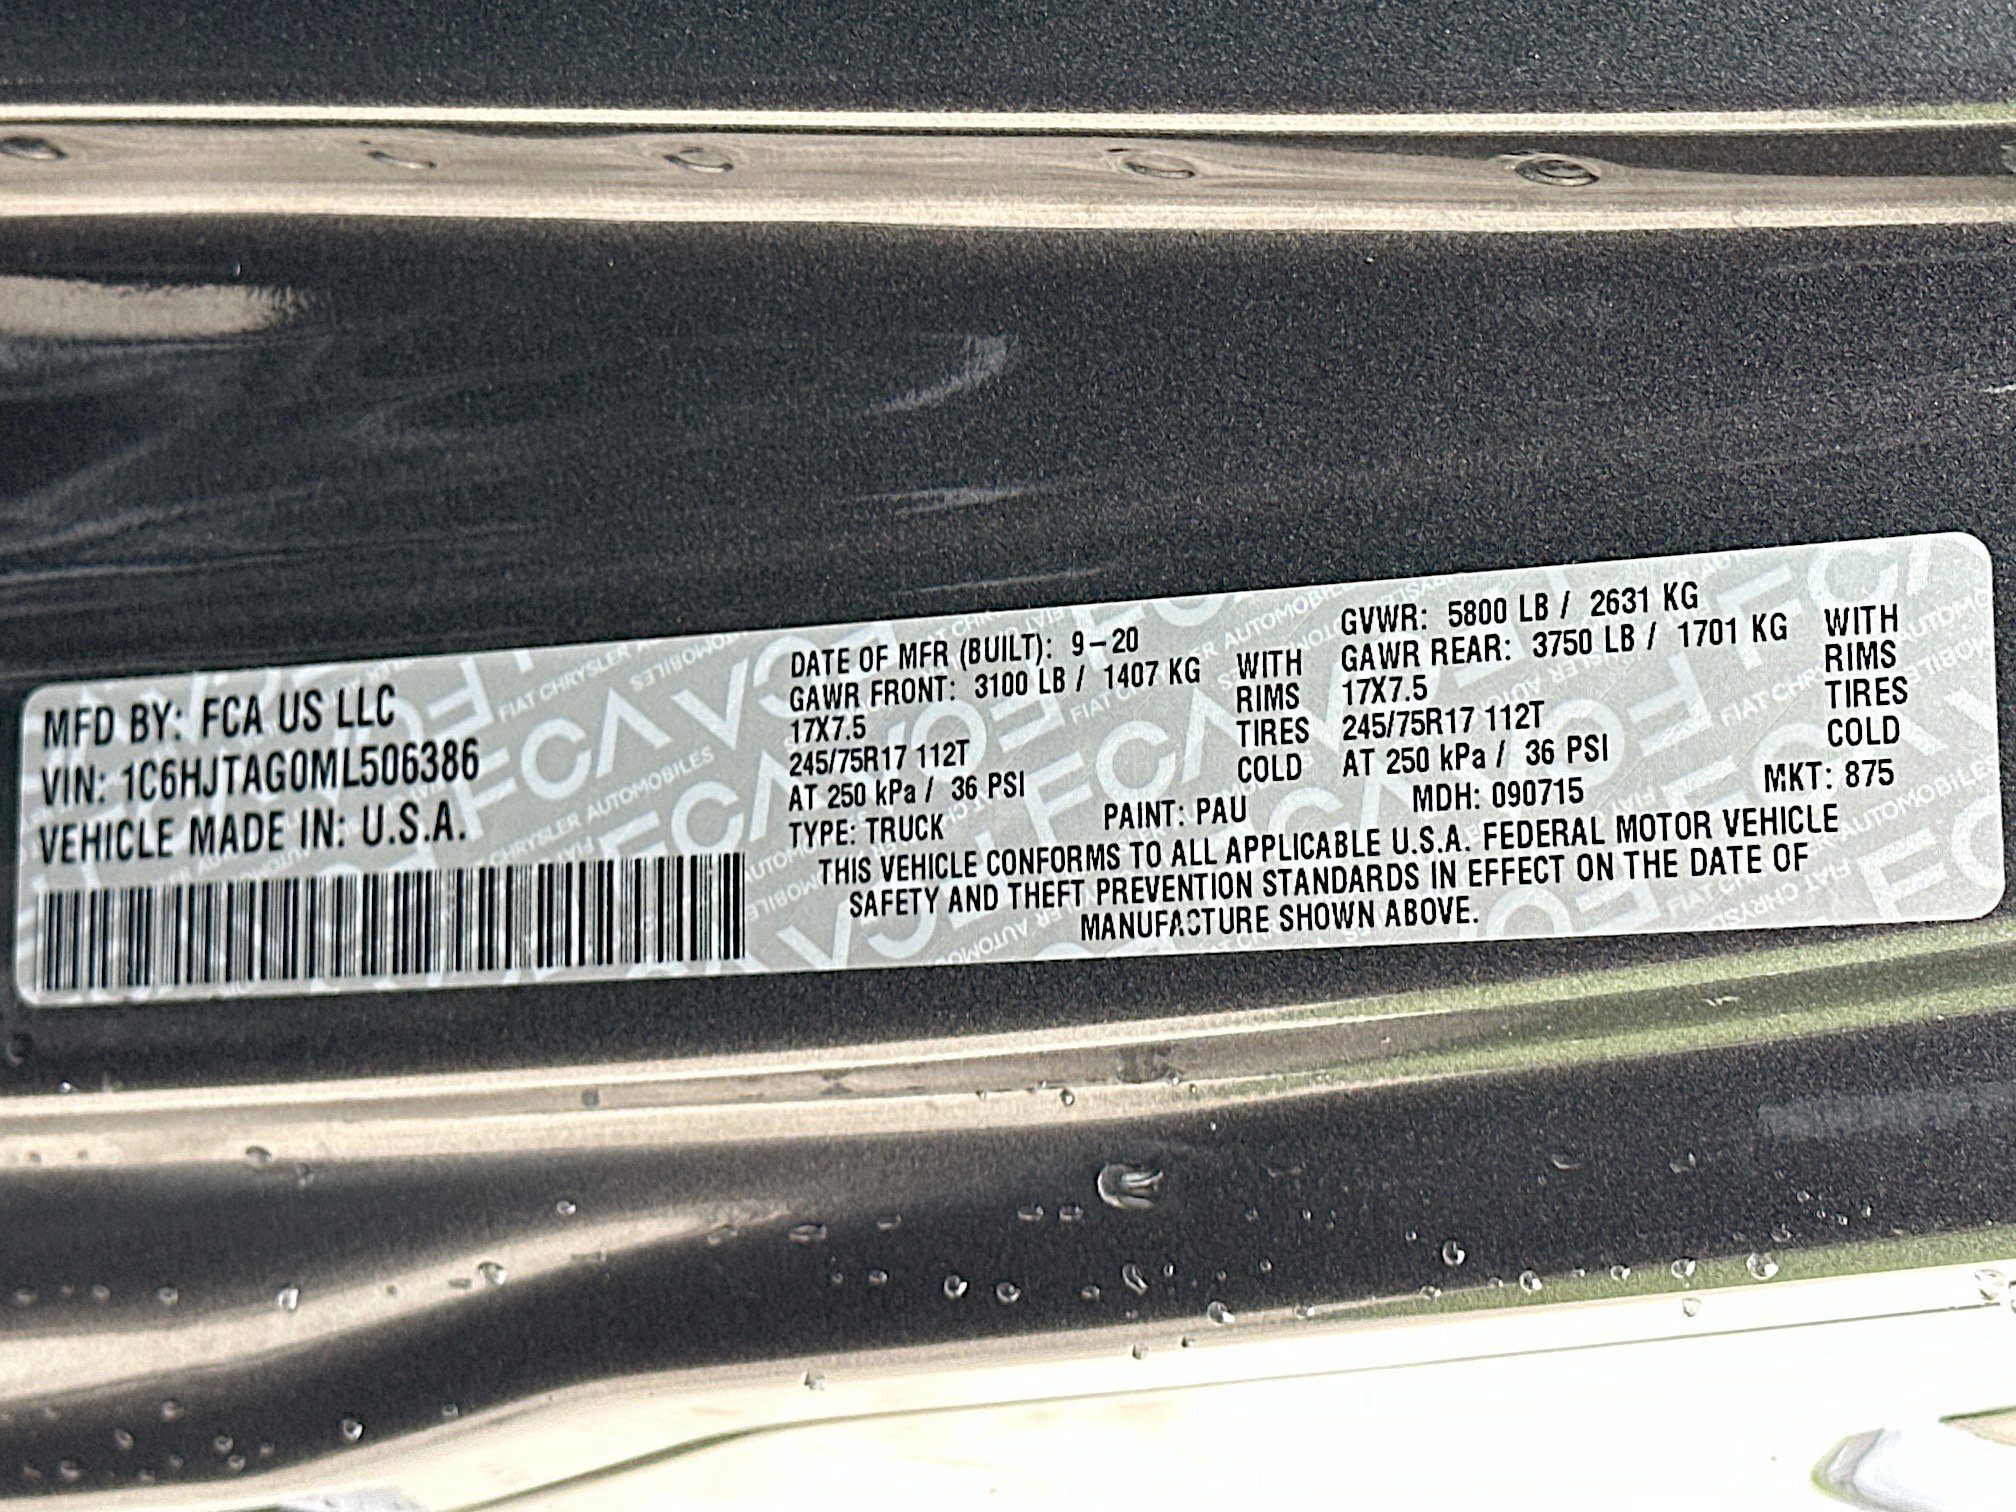 MFD BY: FCA US LLC
VIN: 1C6HJTAG0ML506386
VEHICLE MADE IN: U.S.A.
DATE OF MFR (BUILT): 9-20
GAWR FRONT: 3100 LB / 1407 KG WITH
17X7.5 RIMS
245/75R17 112T TIRES
AT 250 kPa / 36 PSI COLD
GVWR: 5800 LB / 2631 KG
GAWR REAR: 3750 LB / 1701 KG WITH
17X7.5 RIMS
245/75R17 112T TIRES
AT 250 kPa / 36 PSI COLD
TYPE: TRUCK PAINT: PAU MDH: 090715 MKT: 875
THIS VEHICLE CONFORMS TO ALL APPLICABLE U.S.A. FEDERAL MOTOR VEHICLE
SAFETY AND THEFT PREVENTION STANDARDS IN EFFECT ON THE DATE OF
MANUFACTURE SHOWN ABOVE.
FCA
FIAT CHRYSLER AUTOMOBILES